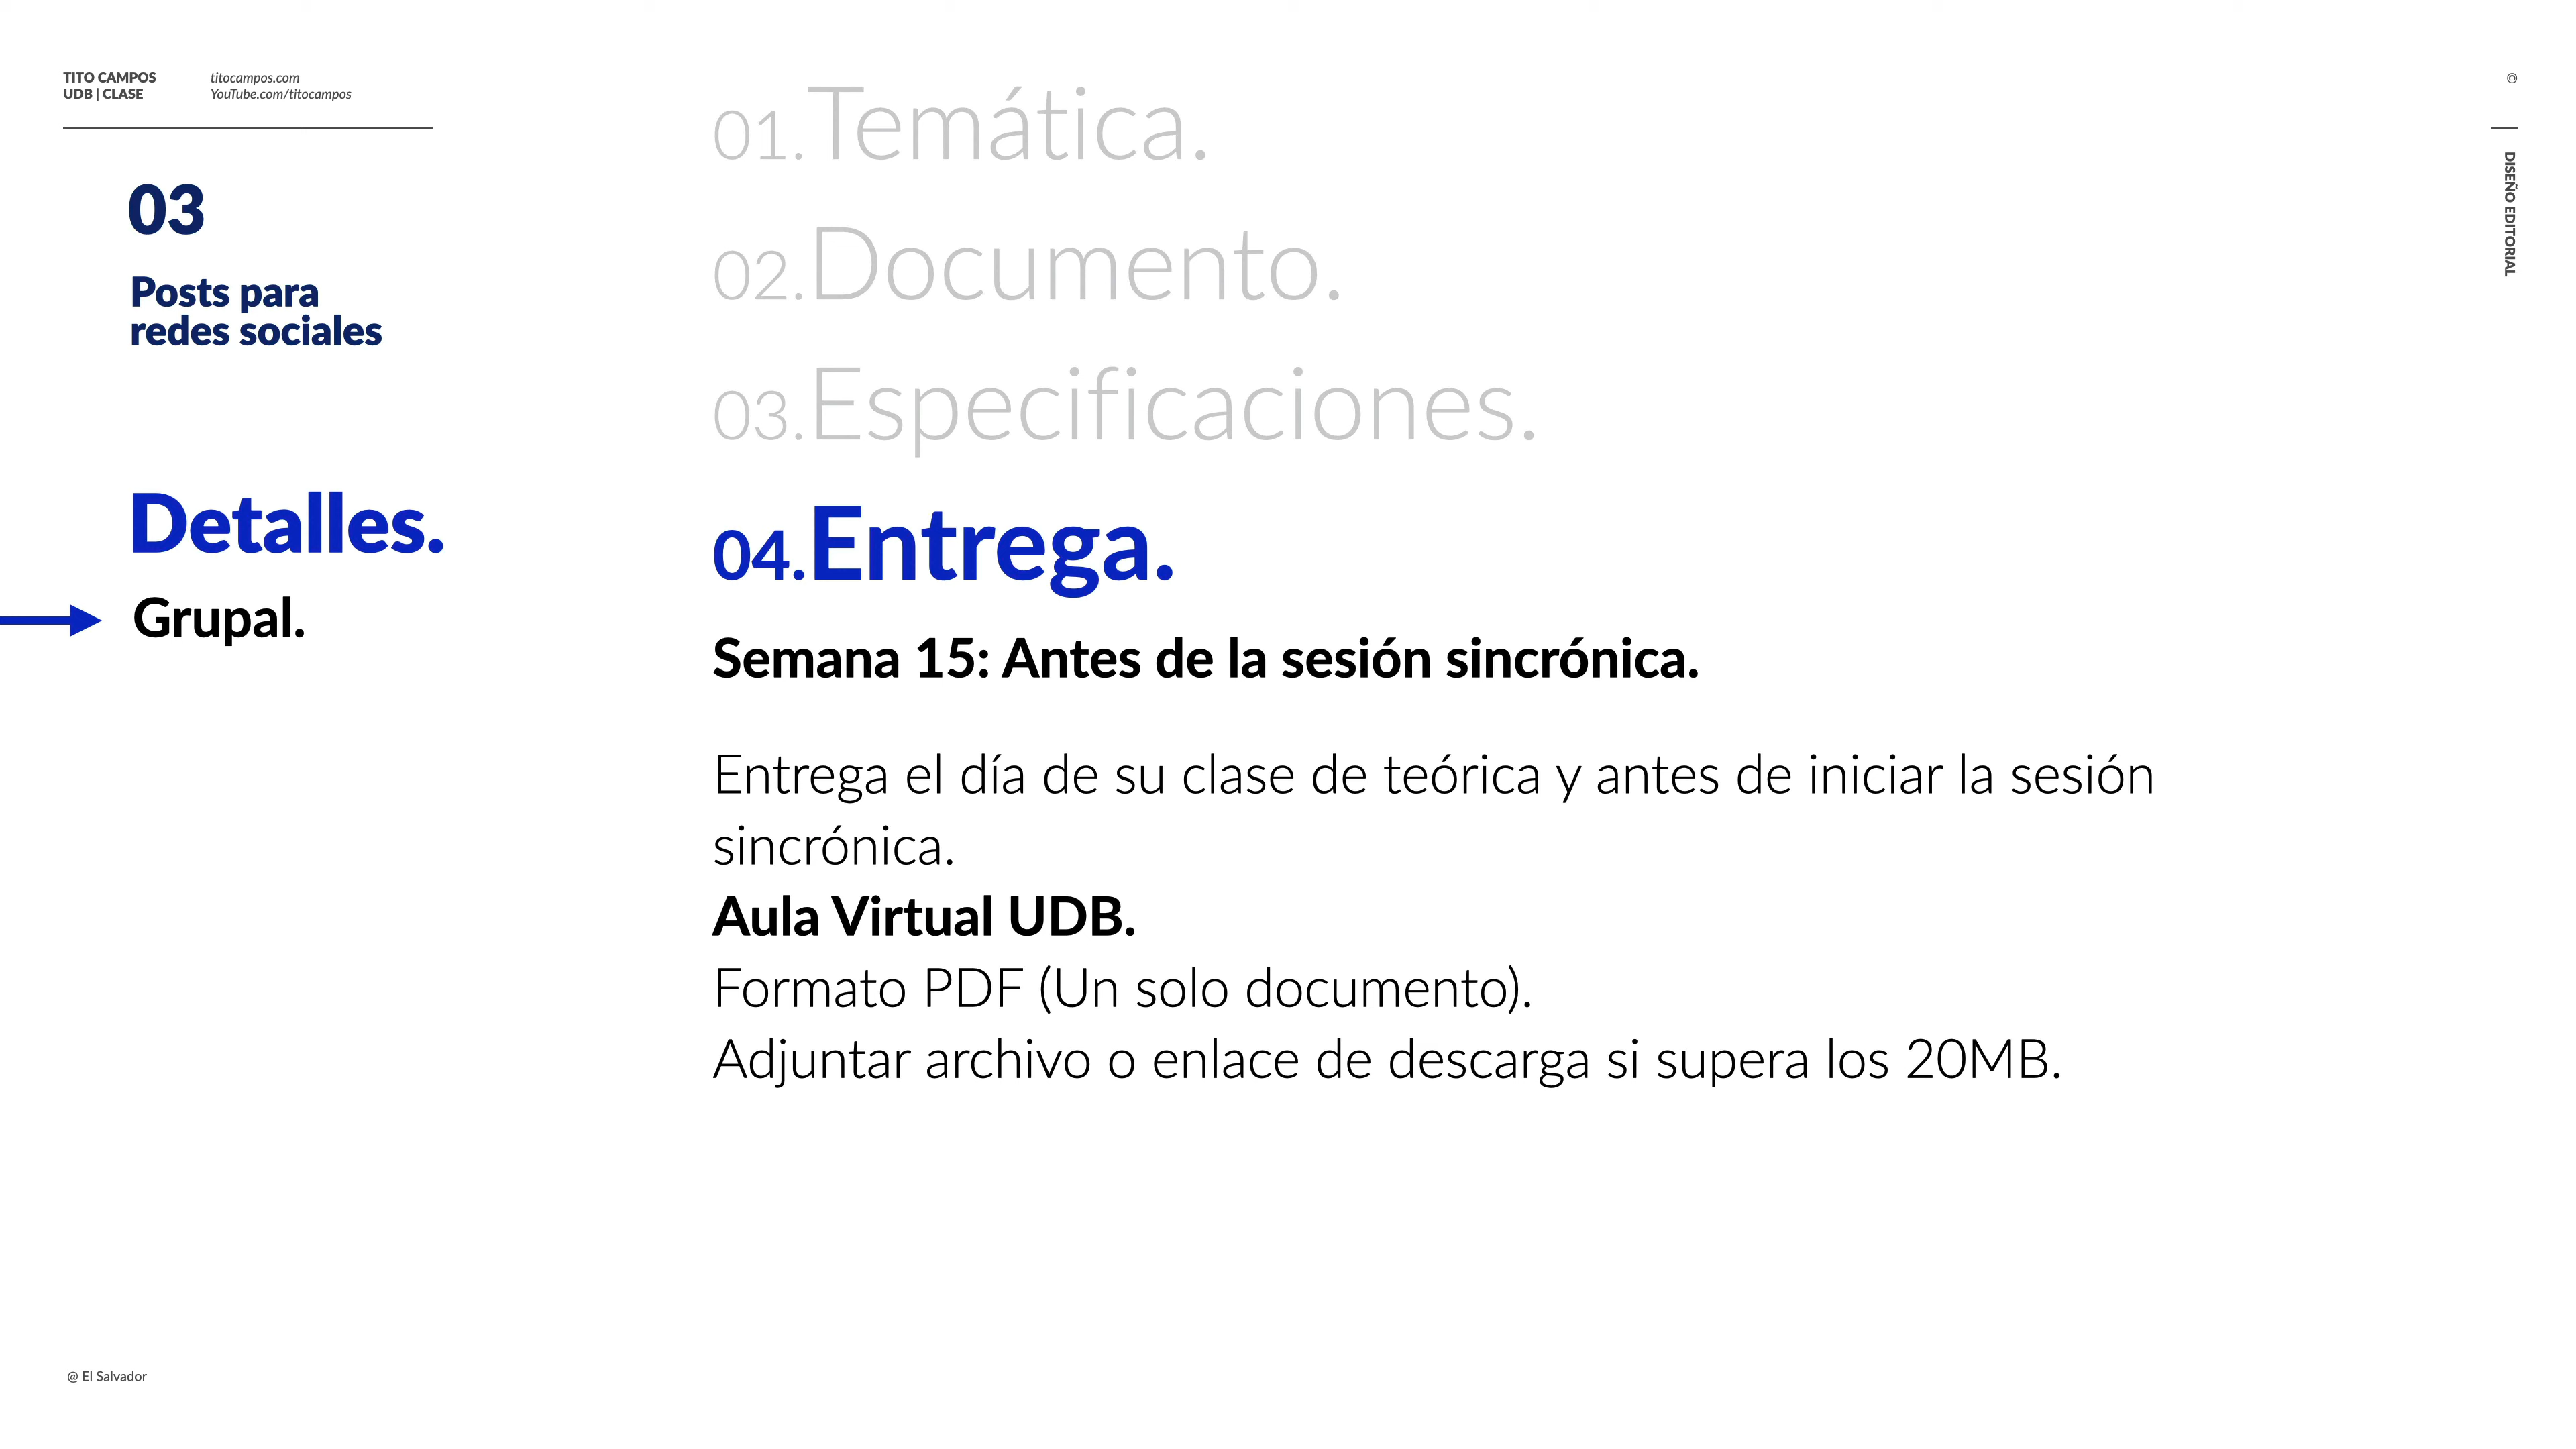 TITO CAMPOS
UDB | CLASE
titocampos.com
YouTube.com/titocampos
©
DISEÑO EDITORIAL
03
Posts para
redes sociales
Detalles.
Grupal.
01.Temática.
02.Documento.
03.Especificaciones.
04.Entrega.
Semana 15: Antes de la sesión sincrónica.
Entrega el día de su clase de teórica y antes de iniciar la sesión
sincrónica.
Aula Virtual UDB.
Formato PDF (Un solo documento).
Adjuntar archivo o enlace de descarga si supera los 20MB.
@ El Salvador